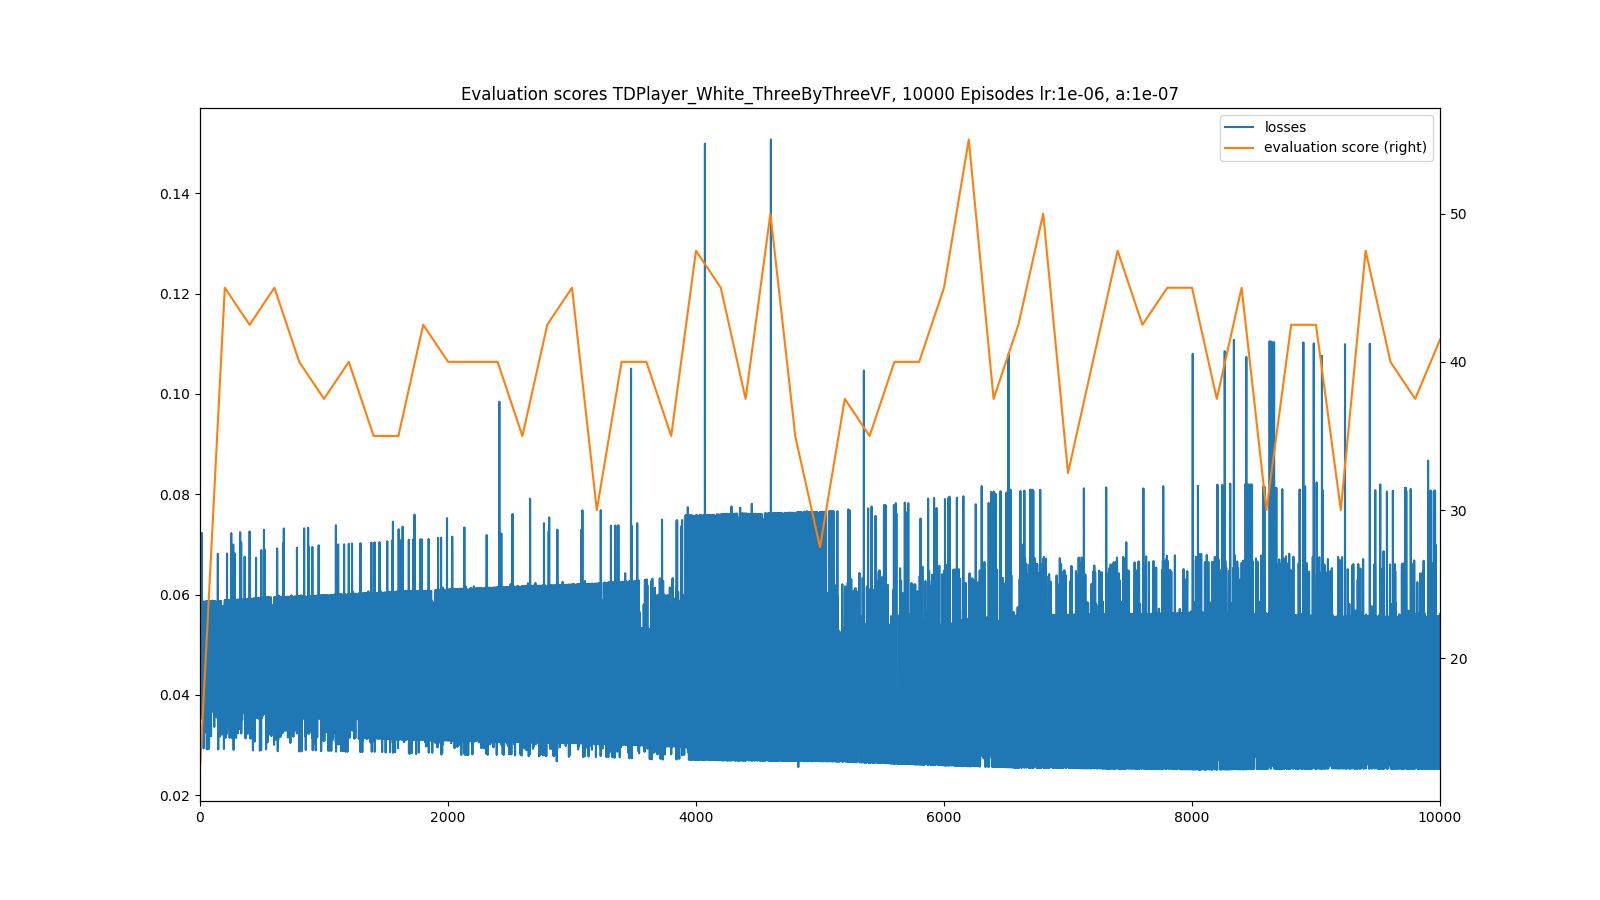 Evaluation scores TDPlayer_White_ThreeByThreeVF, 10000 Episodes lr:1e-06, a:1e-07
losses
evaluation score (right)
0.14
50
0.12
40
0.10
0.08
30
0.06
20
0.04
0.02
0 2000 4000 6000 8000 10000